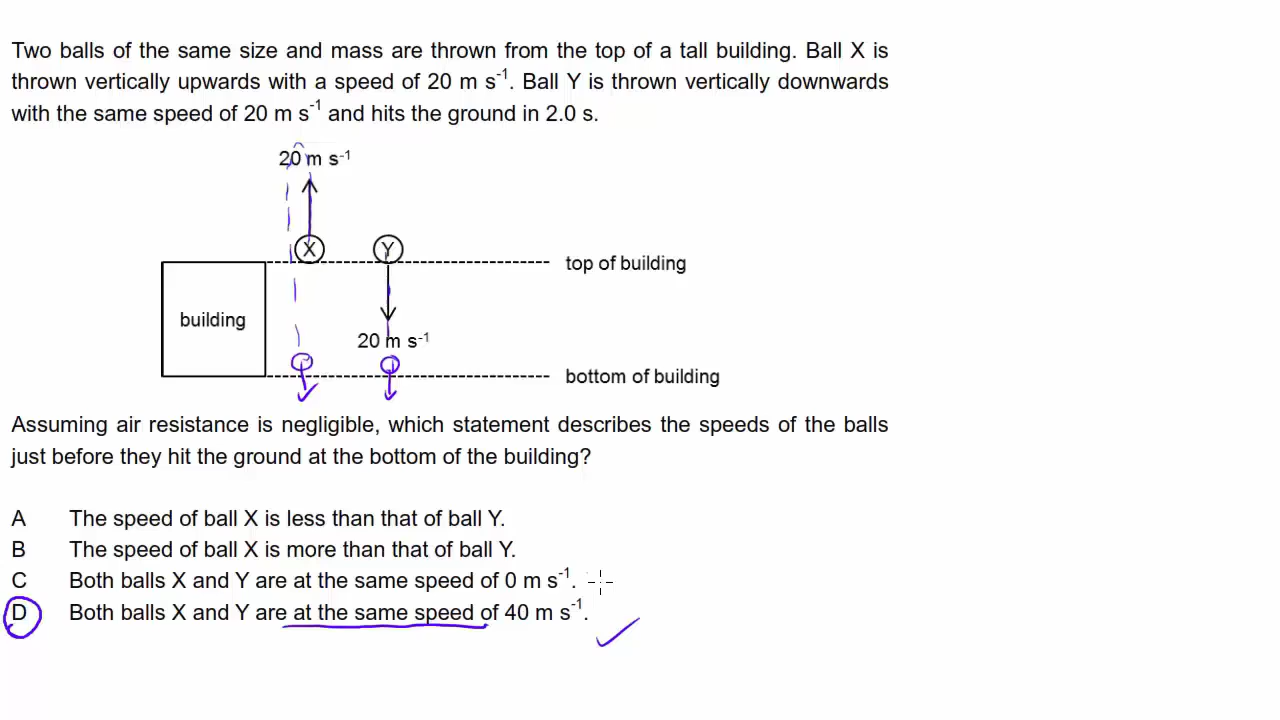 Two balls of the same size and mass are thrown from the top of a tall building. Ball X is
thrown vertically upwards with a speed of 20 m s⁻¹. Ball Y is thrown vertically downwards
with the same speed of 20 m s⁻¹ and hits the ground in 2.0 s.
20 m s⁻¹
X
Y
top of building
building
20 m s⁻¹
bottom of building
Assuming air resistance is negligible, which statement describes the speeds of the balls
just before they hit the ground at the bottom of the building?
A The speed of ball X is less than that of ball Y.
B The speed of ball X is more than that of ball Y.
C Both balls X and Y are at the same speed of 0 m s⁻¹.
D Both balls X and Y are at the same speed of 40 m s⁻¹.